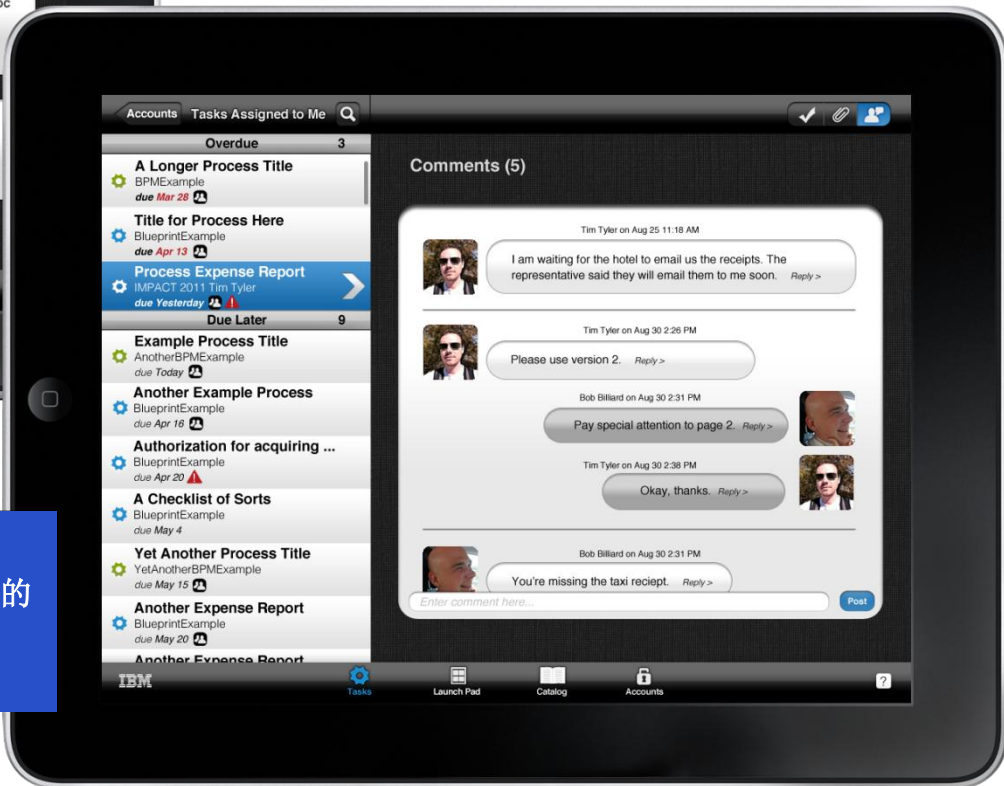 oc
Accounts Tasks Assigned to Me
Overdue 3
A Longer Process Title
BPMExample
due Mar 28
Title for Process Here
BlueprintExample
due Apr 13
Process Expense Report
IMPACT 2011 Tim Tyler
due Yesterday
Due Later 9
Example Process Title
AnotherBPMExample
due Today
Another Example Process
BlueprintExample
due Apr 16
Authorization for acquiring ...
BlueprintExample
due Apr 20
A Checklist of Sorts
BlueprintExample
due May 4
Yet Another Process Title
YetAnotherBPMExample
due May 15
Another Expense Report
BlueprintExample
due May 20
Another Expense Report
Comments (5)
Tim Tyler on Aug 25 11:18 AM
I am waiting for the hotel to email us the receipts. The
representative said they will email them to me soon. Reply >
Tim Tyler on Aug 30 2:26 PM
Please use version 2. Reply >
Bob Billiard on Aug 30 2:31 PM
Pay special attention to page 2. Reply >
Tim Tyler on Aug 30 2:38 PM
Okay, thanks. Reply >
Bob Billiard on Aug 30 2:31 PM
You're missing the taxi reciept. Reply >
Enter comment here...
Post
IBM
Tasks
Launch Pad
Catalog
Accounts
?
的